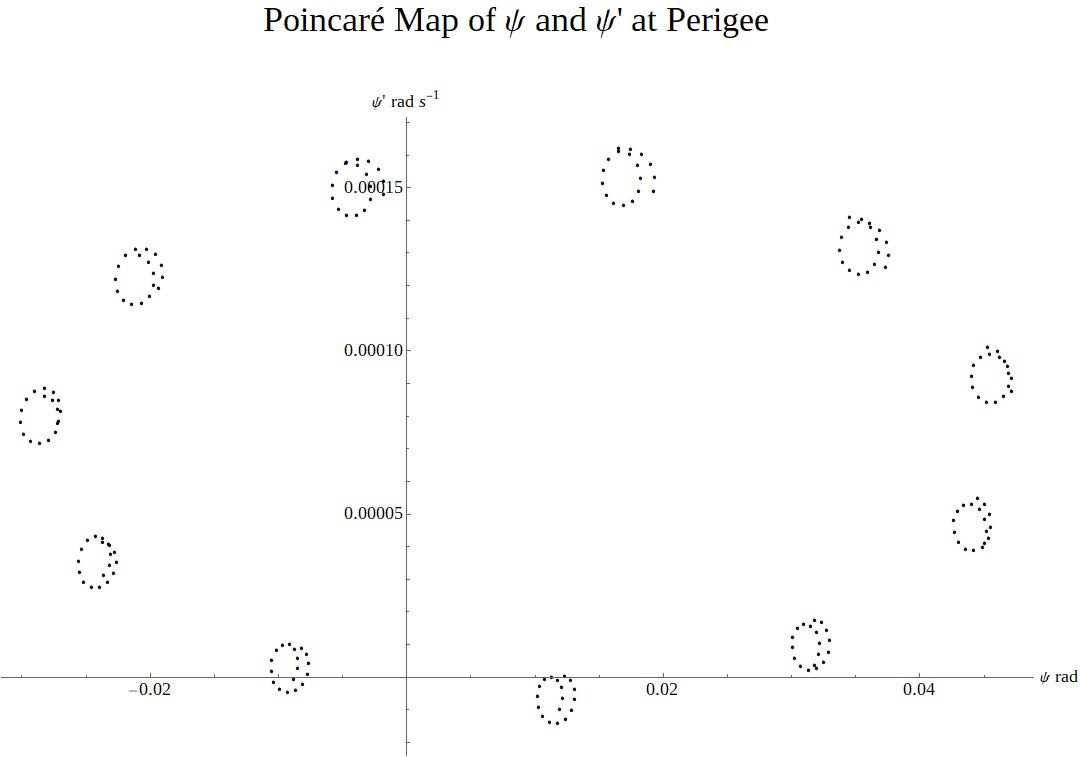 Poincaré Map of ψ and ψ' at Perigee
ψ' rad s⁻¹
0.00015
0.00010
0.00005
−0.02
0.02
0.04
ψ rad